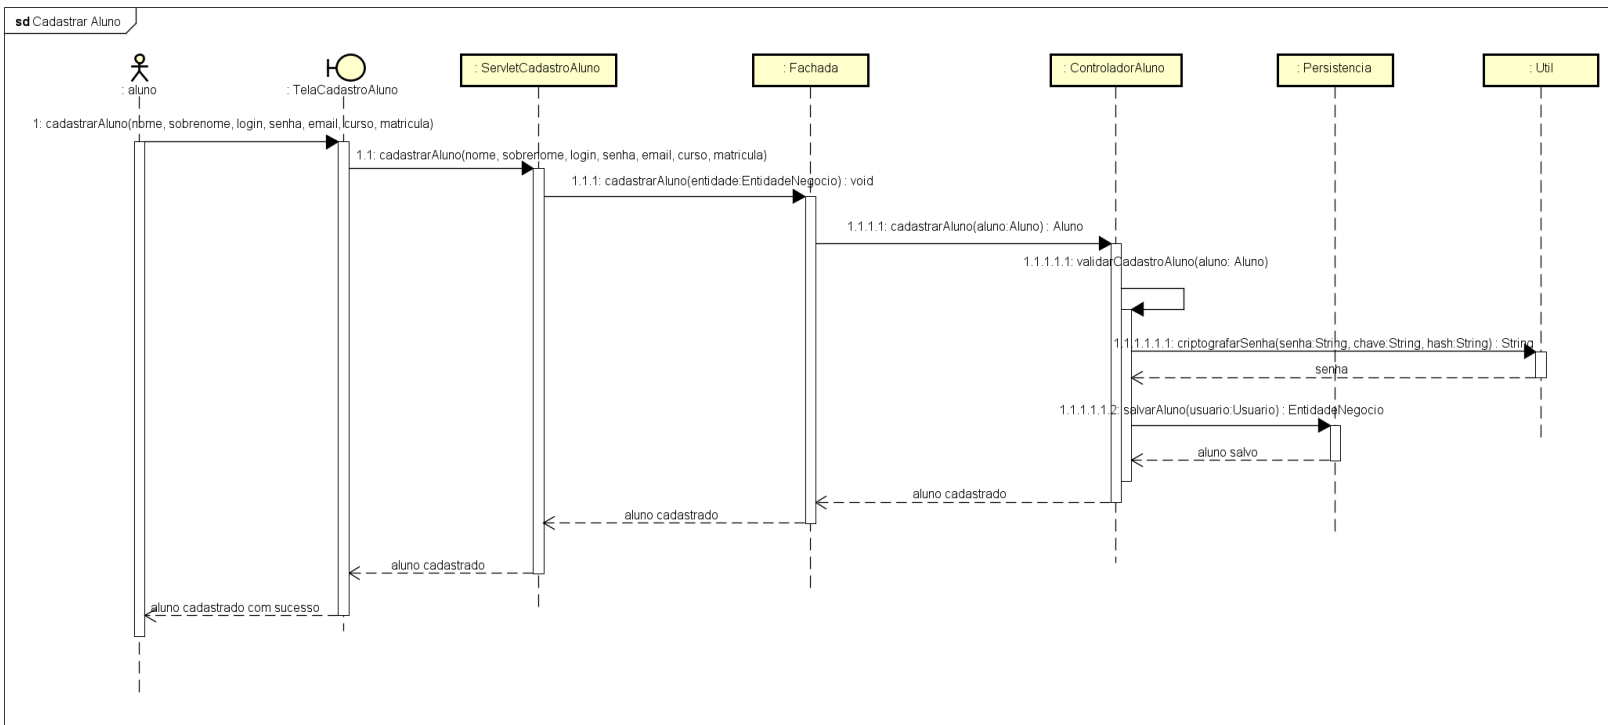 sd Cadastrar Aluno
: aluno
: TelaCadastroAluno
: ServletCadastroAluno
: Fachada
: ControladorAluno
: Persistencia
: Util
1: cadastrarAluno(nome, sobrenome, login, senha, email, curso, matricula)
1.1: cadastrarAluno(nome, sobrenome, login, senha, email, curso, matricula)
1.1.1: cadastrarAluno(entidade:EntidadeNegocio) : void
1.1.1.1: cadastrarAluno(aluno:Aluno) : Aluno
1.1.1.1.1: validarCadastroAluno(aluno: Aluno)
1.1.1.1.1.1: criptografarSenha(senha:String, chave:String, hash:String) : String
senha
1.1.1.1.1.2: salvarAluno(usuario:Usuario) : EntidadeNegocio
aluno salvo
aluno cadastrado
aluno cadastrado
aluno cadastrado
aluno cadastrado com sucesso